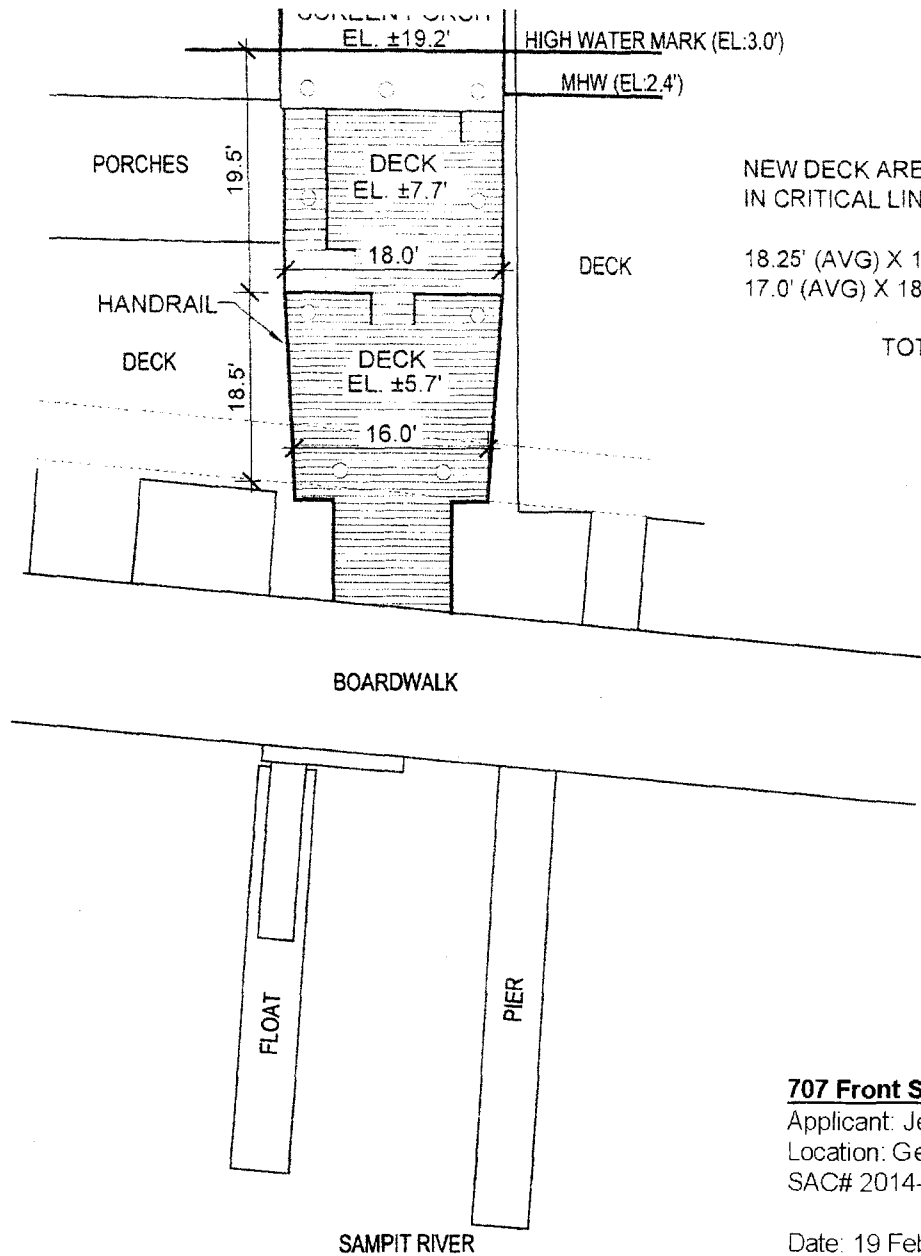 SCREEN PORCH
EL. ±19.2'
HIGH WATER MARK (EL:3.0')
MHW (EL:2.4')
PORCHES
19.5'
DECK
EL. ±7.7'
NEW DECK ARE
IN CRITICAL LIN
18.0'
DECK
18.25' (AVG) X 1
17.0' (AVG) X 18
HANDRAIL
DECK
18.5'
DECK
EL. ±5.7'
TOT
16.0'
BOARDWALK
FLOAT
PIER
707 Front S
Applicant: Je
Location: Ge
SAC# 2014-
SAMPIT RIVER
Date: 19 Feb